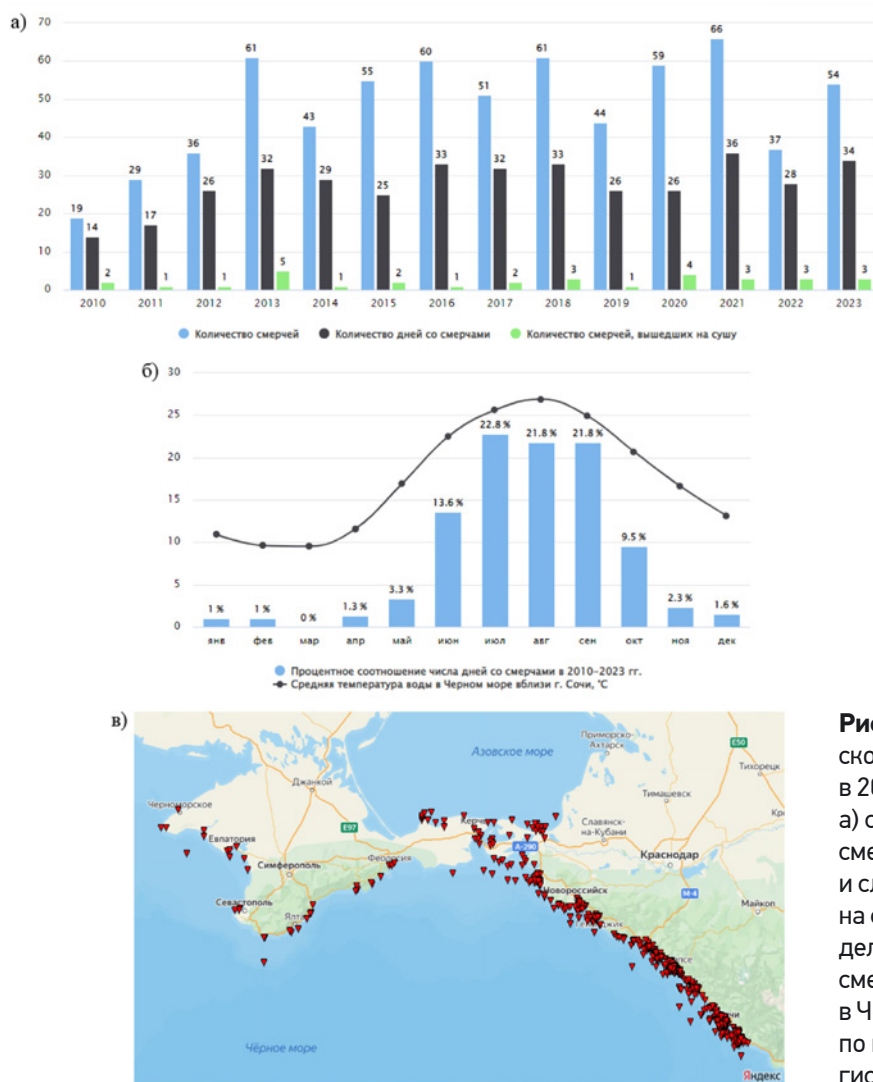 а)
70
60
50
40
30
20
10
0
19 14 2
29 17 1
36 26 1
61 32 5
43 29 1
55 25 2
60 33 1
51 32 2
61 33 3
44 26 1
59 26 4
66 36 3
37 28 3
54 34 3
2010 2011 2012 2013 2014 2015 2016 2017 2018 2019 2020 2021 2022 2023
Количество смерчей Количество дней со смерчами Количество смерчей, вышедших на сушу
б)
30
25
20
15
10
5
0
1 % 1 % 0 % 1.3 % 3.3 % 13.6 % 22.8 % 21.8 % 21.8 % 9.5 % 2.3 % 1.6 %
янв фев мар апр май июн июл авг сен окт ноя дек
Процентное соотношение числа дней со смерчами в 2010–2023 гг.
Средняя температура воды в Черном море вблизи г. Сочи, °С
в)
Азовское море
Приморско-
Ахтарск
E50
Тихорецк
Джанкой
Тимашевск
Черноморское
Евпатория
E97
Славянск-
на-Кубани
А-290
Краснодар
Симферополь
Феодосия
М-4
Новороссийск
Майкоп
Севастополь
Чёрное море
Яндекс
Рис
ско
в 20
а) с
сме
и сл
на с
дел
сме
в Ч
по
гис